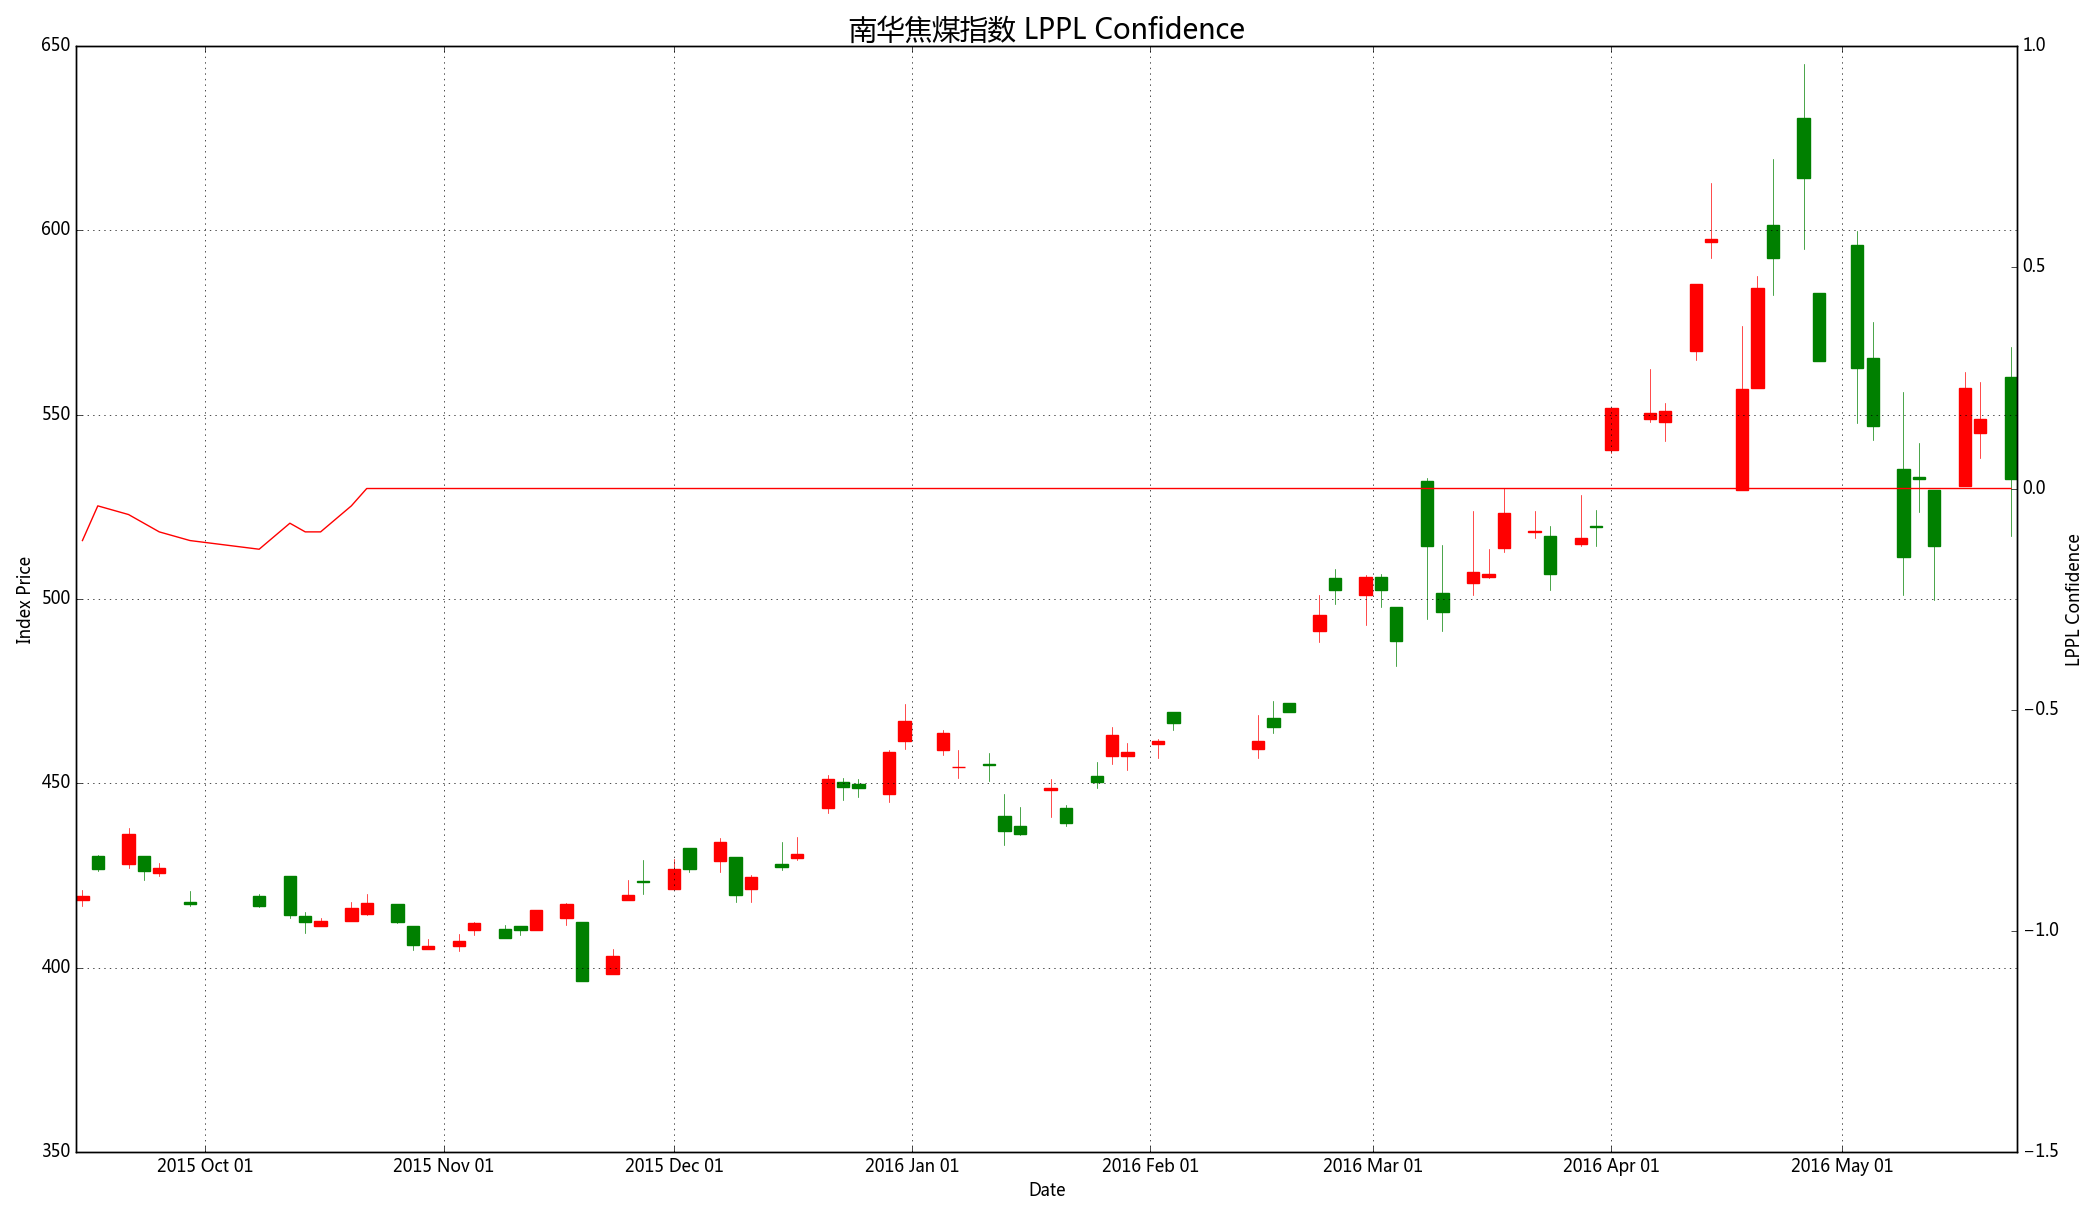 南华焦煤指数 LPPL Confidence
650
600
550
500
450
400
350
Index Price
1.0
0.5
0.0
−0.5
−1.0
−1.5
LPPL Confidence
2015 Oct 01
2015 Nov 01
2015 Dec 01
2016 Jan 01
2016 Feb 01
2016 Mar 01
2016 Apr 01
2016 May 01
Date